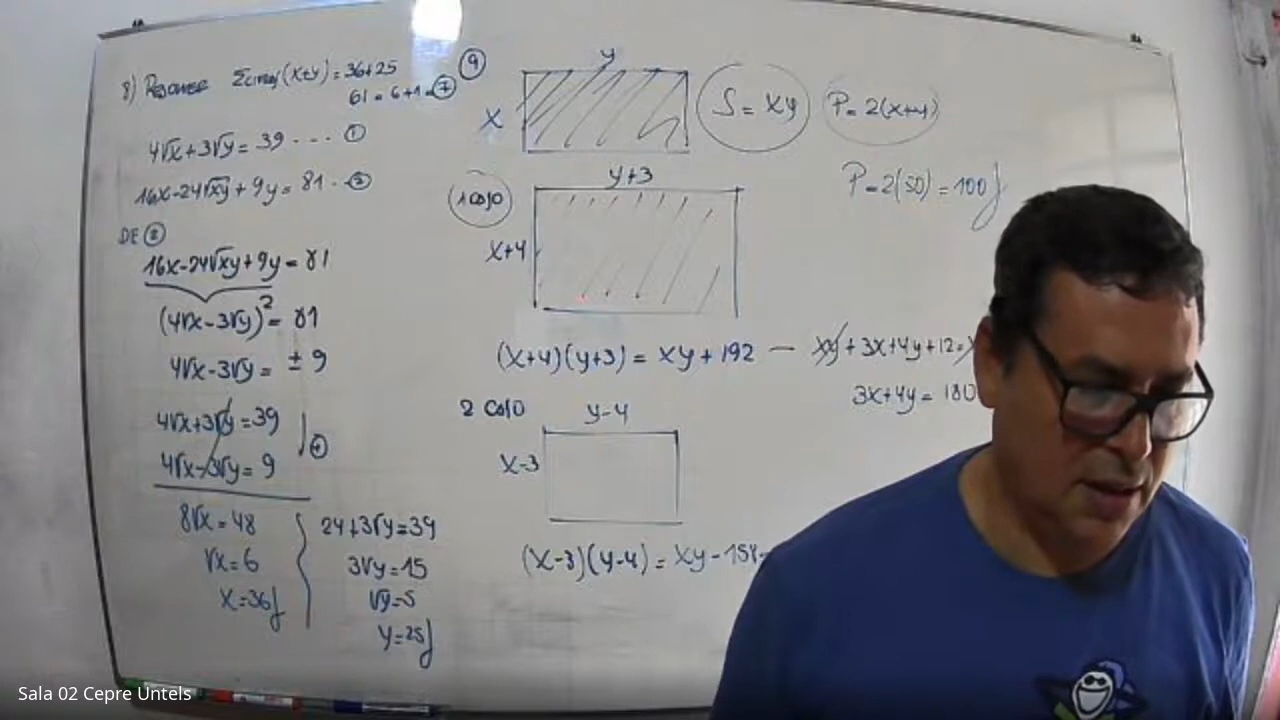 8) Resolver Σcifras(x+y) = 36+25
61 = 6+1 = 7
4√x+3√y = 39 ... ①
16x-24√xy + 9y = 81 .. ②
DE ②
16x-24√xy + 9y = 81
(4√x-3√y)² = 81
4√x-3√y = ± 9
4√x+3√y = 39
4√x-3√y = 9
+
8√x = 48
√x = 6
x = 36
24+3√y = 39
3√y = 15
√y = 5
y = 25
9
y
x
S = xy
P = 2(x+y)
P = 2(50) = 100
1 caso
y+3
x+4
(x+4)(y+3) = xy + 192 — xy + 3x+4y+12 =
3x+4y = 180
2 caso
y-4
x-3
(x-3)(y-4) = xy - 158
Sala 02 Cepre Untels